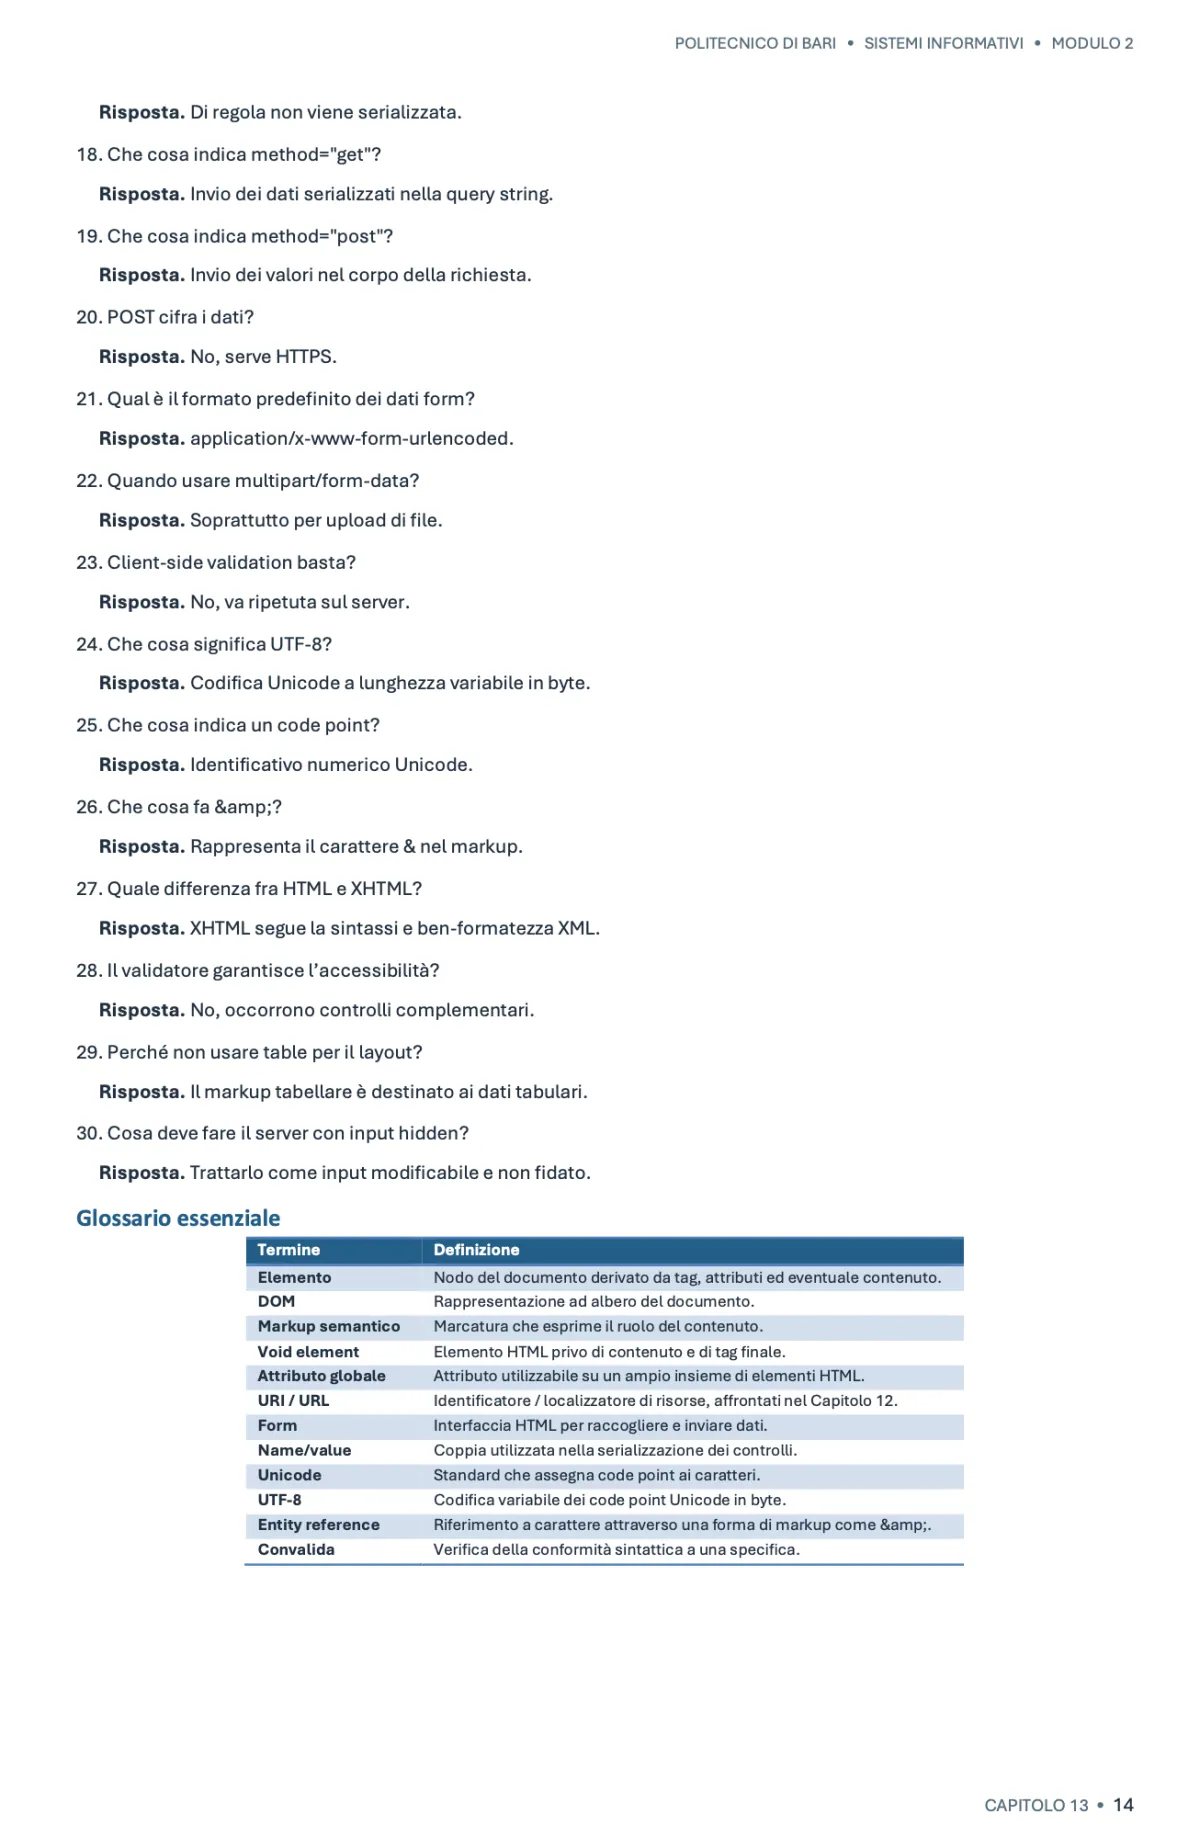 POLITECNICO DI BARI • SISTEMI INFORMATIVI • MODULO 2
Risposta. Di regola non viene serializzata.
18. Che cosa indica method="get"?
Risposta. Invio dei dati serializzati nella query string.
19. Che cosa indica method="post"?
Risposta. Invio dei valori nel corpo della richiesta.
20. POST cifra i dati?
Risposta. No, serve HTTPS.
21. Qual è il formato predefinito dei dati form?
Risposta. application/x-www-form-urlencoded.
22. Quando usare multipart/form-data?
Risposta. Soprattutto per upload di file.
23. Client-side validation basta?
Risposta. No, va ripetuta sul server.
24. Che cosa significa UTF-8?
Risposta. Codifica Unicode a lunghezza variabile in byte.
25. Che cosa indica un code point?
Risposta. Identificativo numerico Unicode.
26. Che cosa fa &amp;?
Risposta. Rappresenta il carattere & nel markup.
27. Quale differenza fra HTML e XHTML?
Risposta. XHTML segue la sintassi e ben-formatezza XML.
28. Il validatore garantisce l’accessibilità?
Risposta. No, occorrono controlli complementari.
29. Perché non usare table per il layout?
Risposta. Il markup tabellare è destinato ai dati tabulari.
30. Cosa deve fare il server con input hidden?
Risposta. Trattarlo come input modificabile e non fidato.
Glossario essenziale
Termine Definizione
Elemento Nodo del documento derivato da tag, attributi ed eventuale contenuto.
DOM Rappresentazione ad albero del documento.
Markup semantico Marcatura che esprime il ruolo del contenuto.
Void element Elemento HTML privo di contenuto e di tag finale.
Attributo globale Attributo utilizzabile su un ampio insieme di elementi HTML.
URI / URL Identificatore / localizzatore di risorse, affrontati nel Capitolo 12.
Form Interfaccia HTML per raccogliere e inviare dati.
Name/value Coppia utilizzata nella serializzazione dei controlli.
Unicode Standard che assegna code point ai caratteri.
UTF-8 Codifica variabile dei code point Unicode in byte.
Entity reference Riferimento a carattere attraverso una forma di markup come &amp;.
Convalida Verifica della conformità sintattica a una specifica.
CAPITOLO 13 • 14